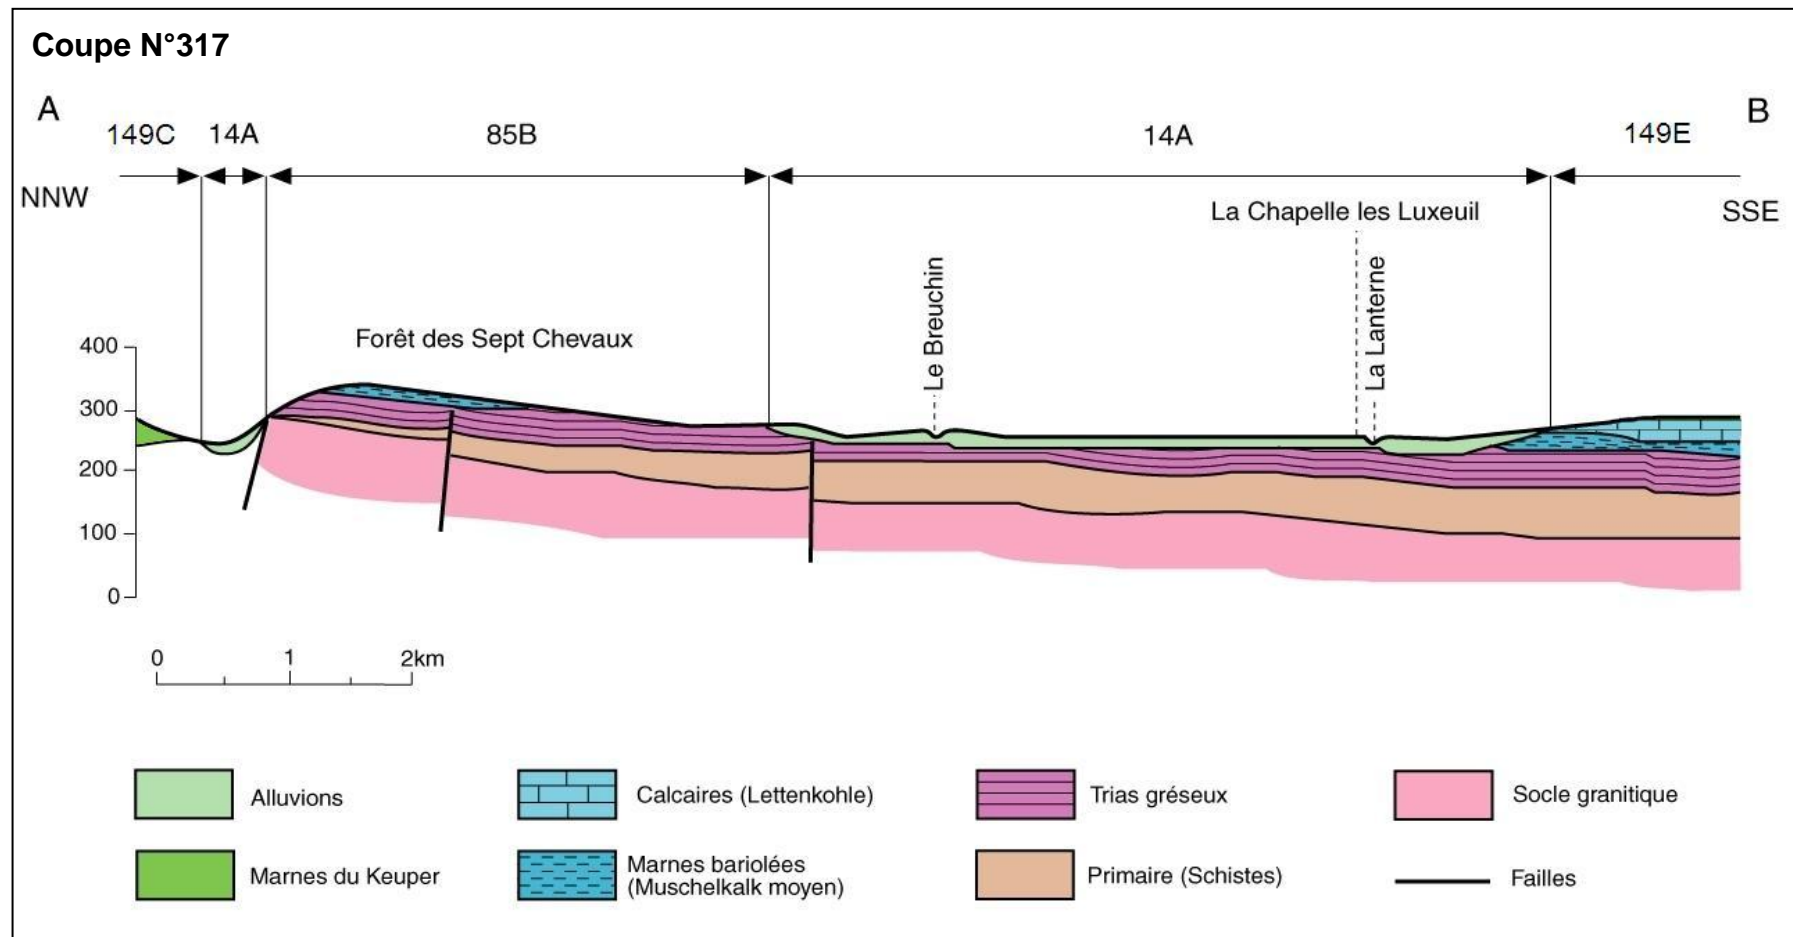 Coupe N°317
A
B
149C
14A
85B
14A
149E
NNW
SSE
La Chapelle les Luxeuil
Le Breuchin
La Lanterne
Forêt des Sept Chevaux
400
300
200
100
0
0
1
2km
Alluvions
Calcaires (Lettenkohle)
Trias gréseux
Socle granitique
Marnes du Keuper
Marnes bariolées
(Muschelkalk moyen)
Primaire (Schistes)
Failles